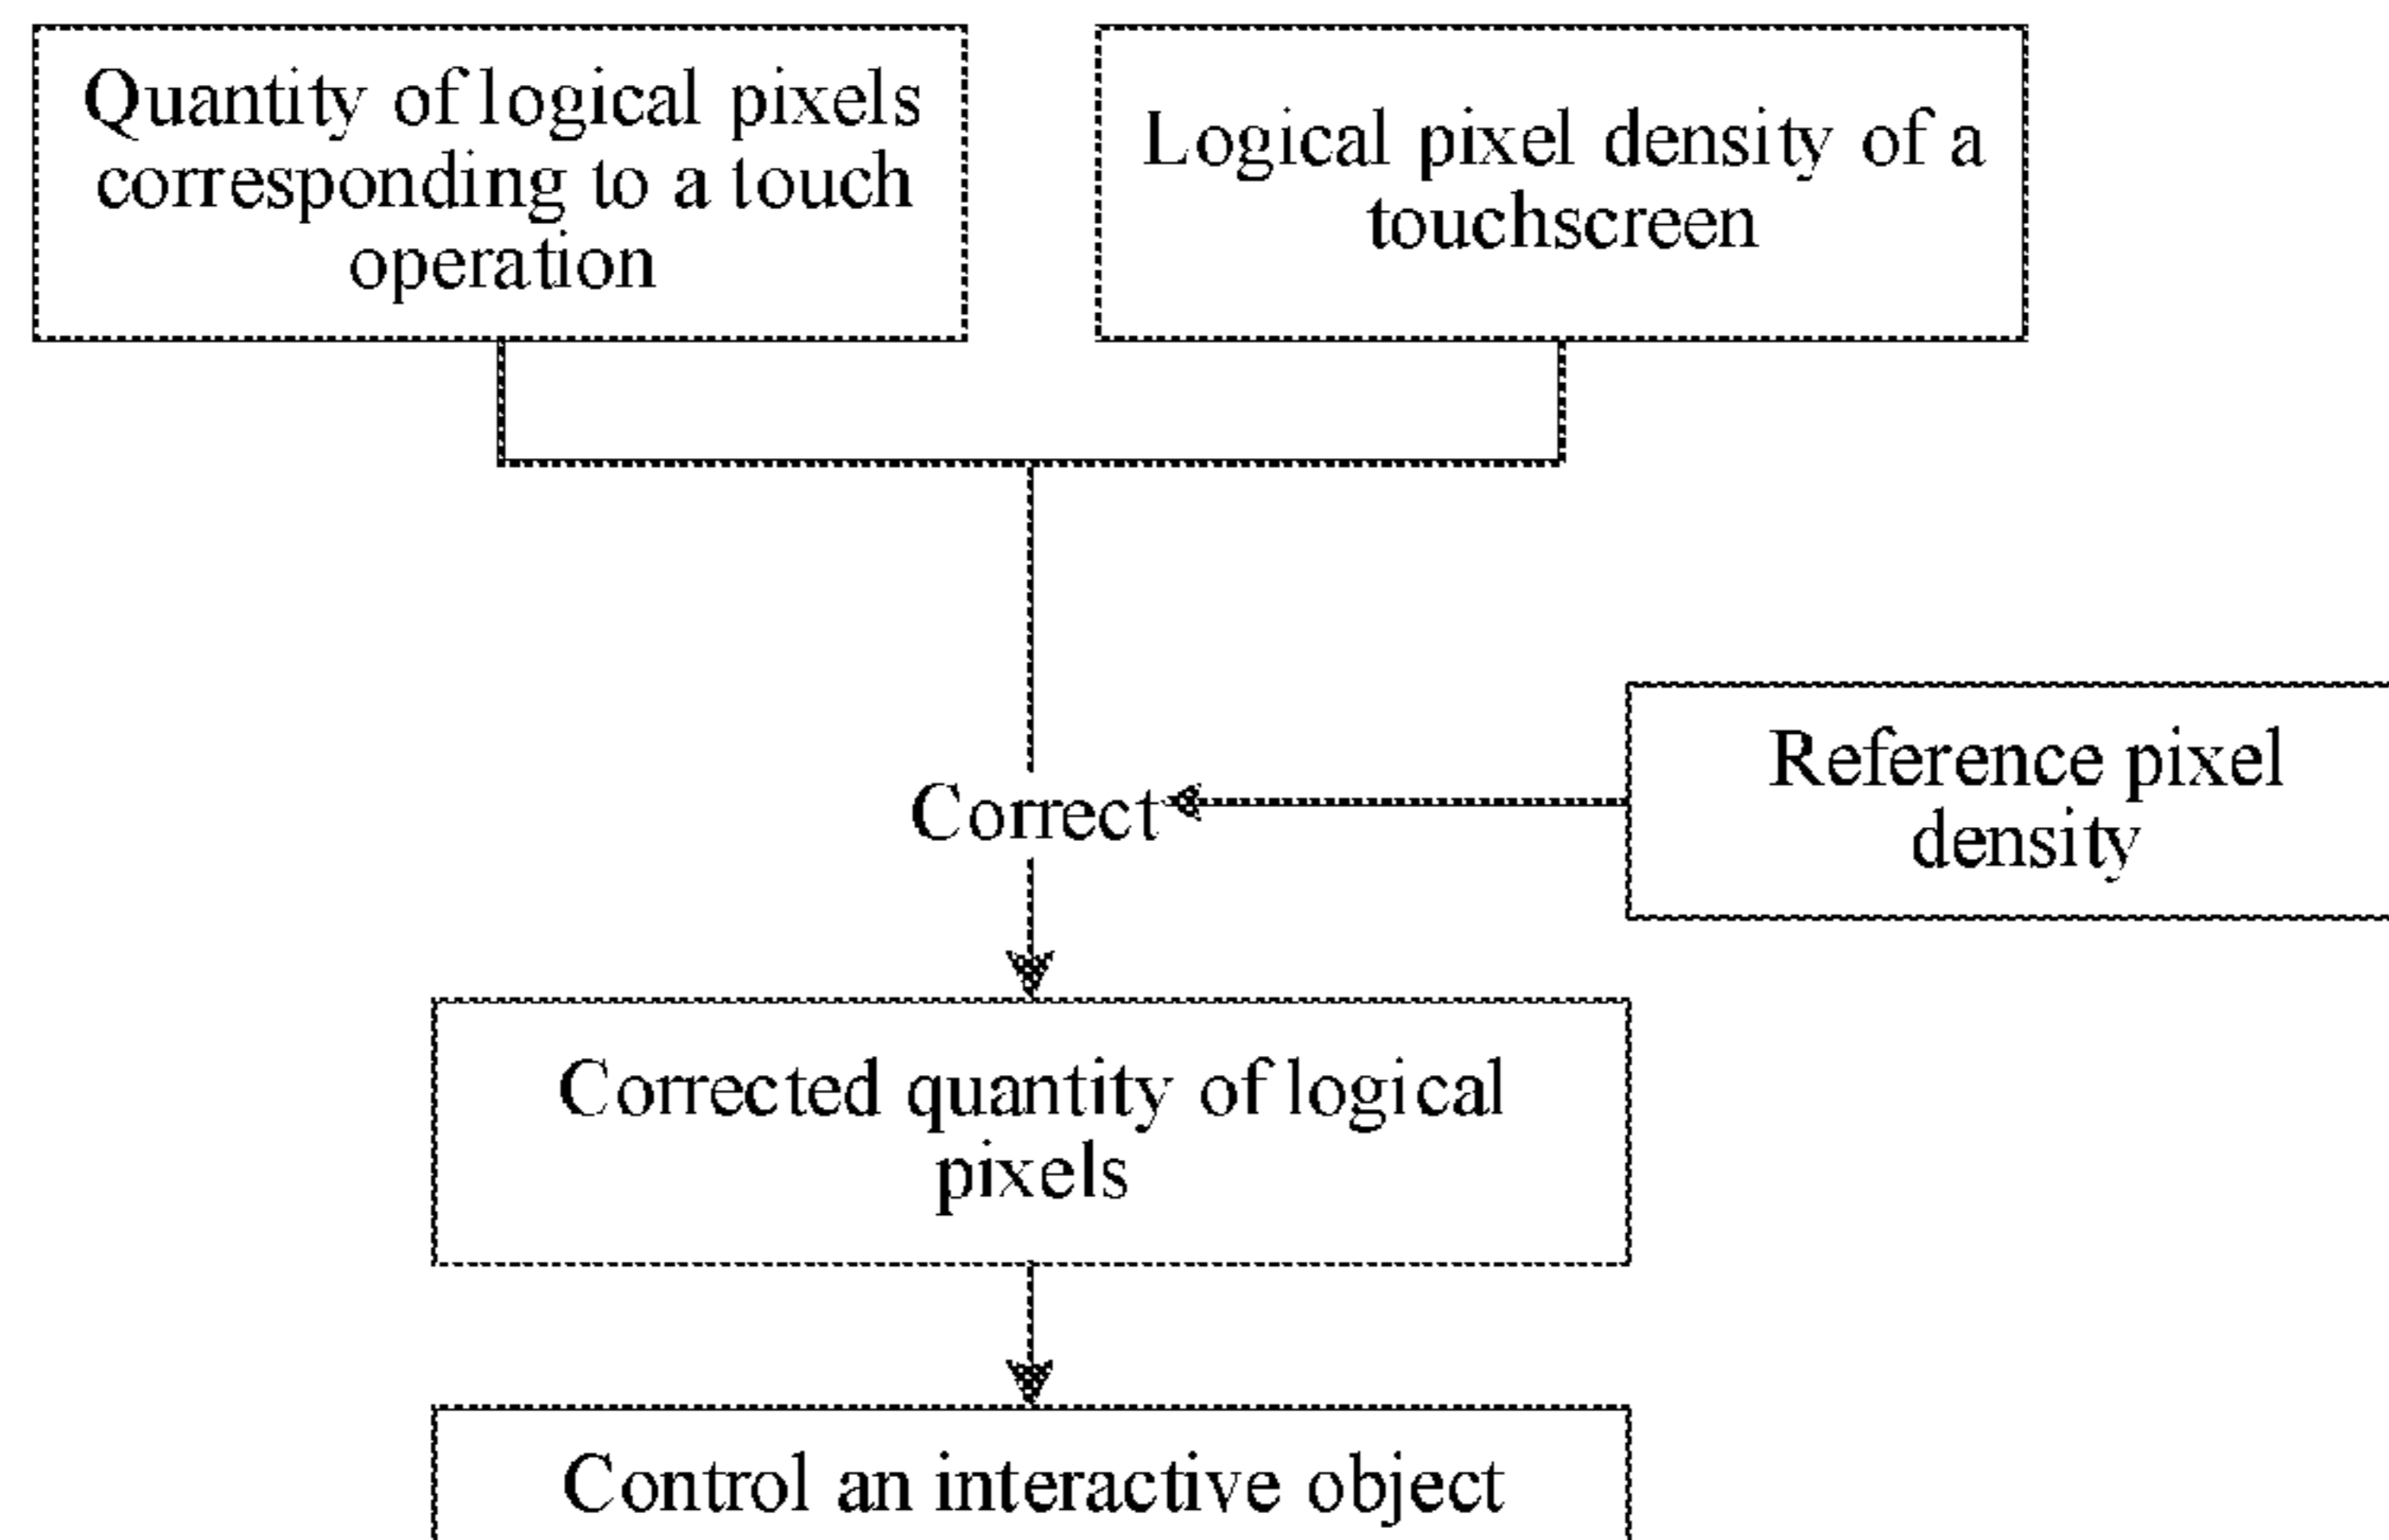 Quantity of logical pixels
corresponding to a touch
operation
Logical pixel density of a
touchscreen
Correct
Reference pixel
density
Corrected quantity of logical
pixels
Control an interactive object